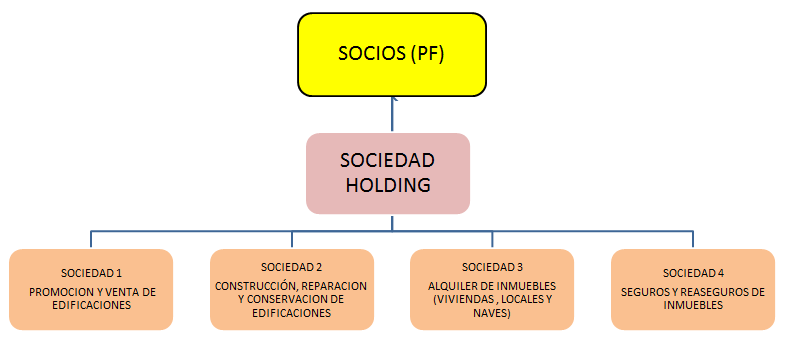 SOCIOS (PF)
SOCIEDAD
HOLDING
SOCIEDAD 1
PROMOCION Y VENTA DE
EDIFICACIONES
SOCIEDAD 2
CONSTRUCCIÓN, REPARACION
Y CONSERVACION DE
EDIFICACIONES
SOCIEDAD 3
ALQUILER DE INMUEBLES
(VIVIENDAS , LOCALES Y
NAVES)
SOCIEDAD 4
SEGUROS Y REASEGUROS DE
INMUEBLES